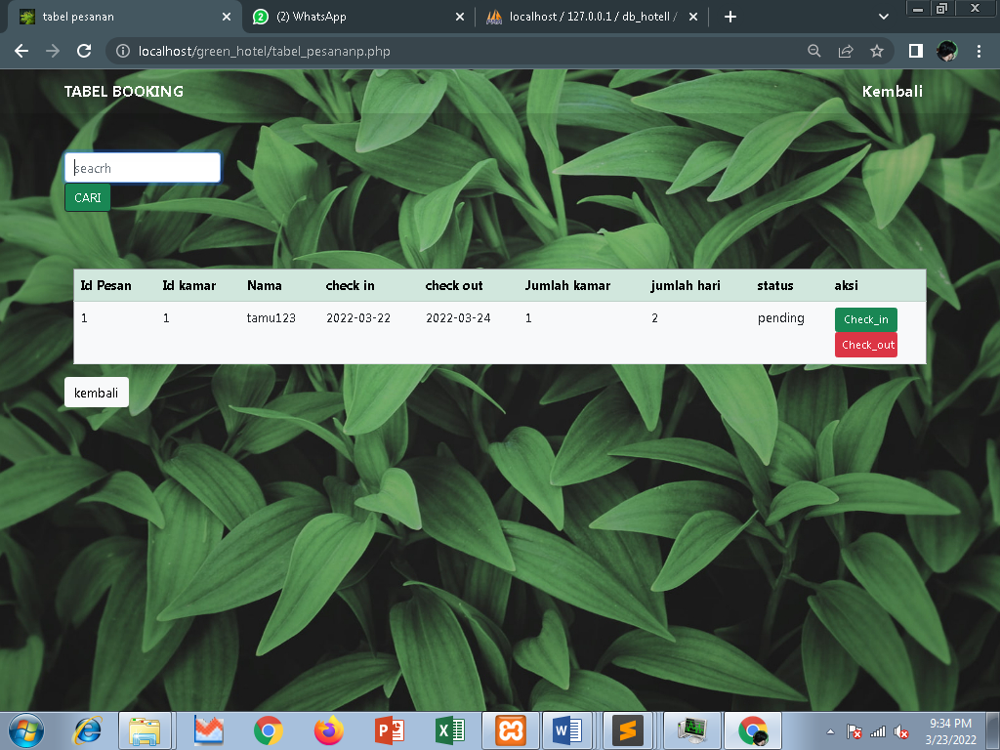 tabel pesanan
(2) WhatsApp
localhost / 127.0.0.1 / db_hotell /
localhost/green_hotel/tabel_pesananp.php
TABEL BOOKING
Kembali
seacrh
CARI
Id Pesan Id kamar Nama check in check out Jumlah kamar jumlah hari status aksi
1 1 tamu123 2022-03-22 2022-03-24 1 2 pending Check_in
Check_out
kembali
9:34 PM
3/23/2022